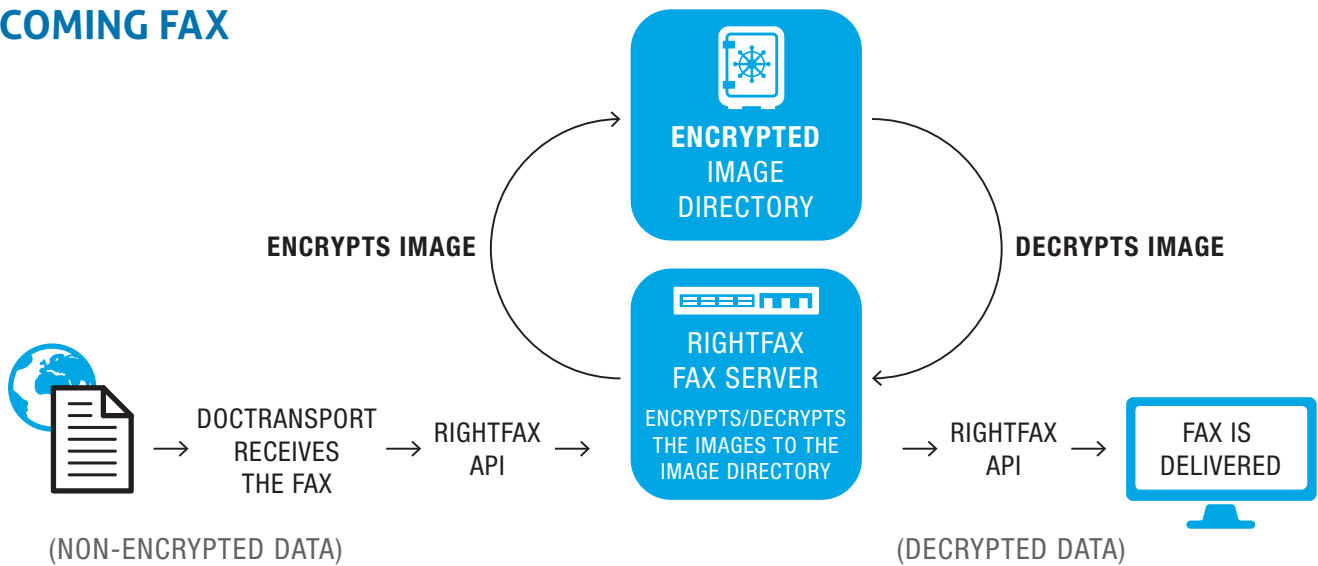 COMING FAX
ENCRYPTED
IMAGE
DIRECTORY
ENCRYPTS IMAGE
DECRYPTS IMAGE
RIGHTFAX
FAX SERVER
ENCRYPTS/DECRYPTS
THE IMAGES TO THE
IMAGE DIRECTORY
DOCTRANSPORT
RECEIVES
THE FAX
RIGHTFAX
API
RIGHTFAX
API
FAX IS
DELIVERED
(NON-ENCRYPTED DATA)
(DECRYPTED DATA)